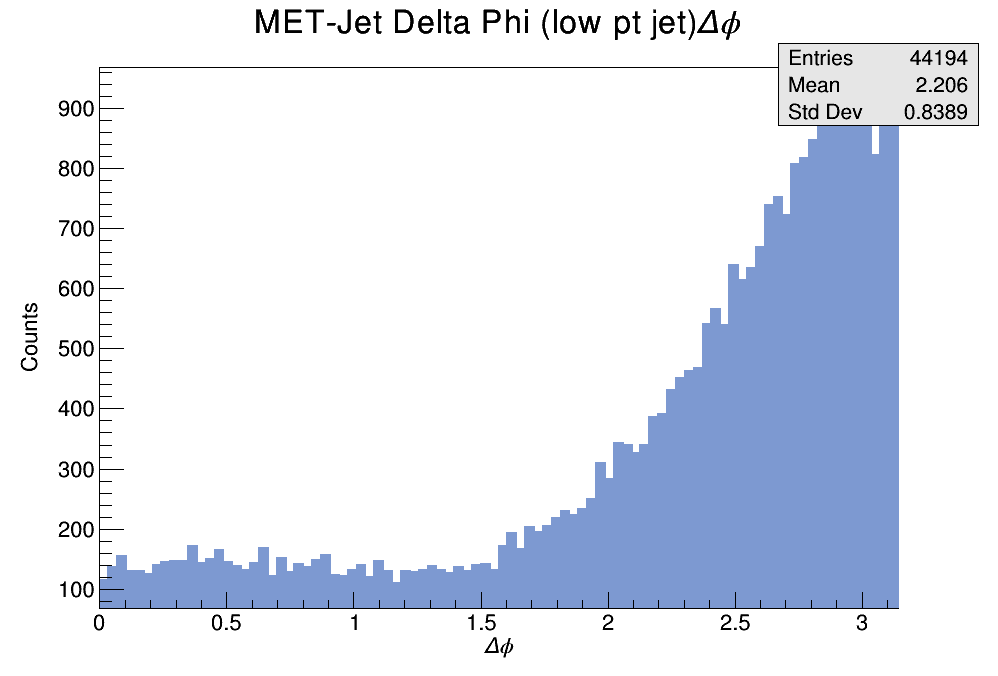 MET-Jet Delta Phi (low pt jet)Δϕ
Entries 44194
Mean 2.206
Std Dev 0.8389
900
800
700
600
500
400
300
200
100
Counts
0 0.5 1 1.5 2 2.5 3
Δϕ